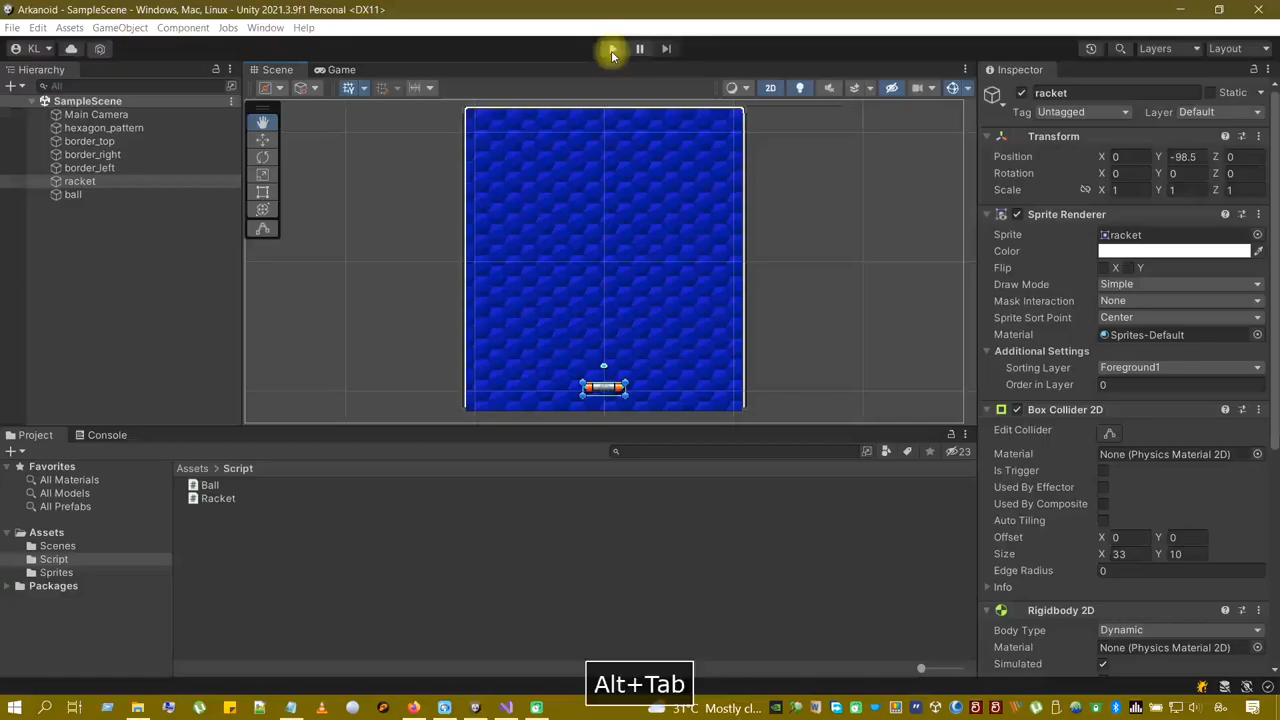 Arkanoid - SampleScene - Windows, Mac, Linux - Unity 2021.3.9f1 Personal <DX11>
File Edit Assets GameObject Component Jobs Window Help
KL Layers Layout
Hierarchy Scene Game Inspector
All 2D racket Static
SampleScene Tag Untagged Layer Default
Main Camera
hexagon_pattern Transform
border_top
border_right Position X 0 Y -98.5 Z 0
border_left Rotation X 0 Y 0 Z 0
racket Scale X 1 Y 1 Z 1
ball
Sprite Renderer
Sprite racket
Color
Flip X Y
Draw Mode Simple
Mask Interaction None
Sprite Sort Point Center
Material Sprites-Default
Additional Settings
Sorting Layer Foreground1
Order in Layer 0
Box Collider 2D
Edit Collider
Project Console
Material None (Physics Material 2D)
23
Favorites Assets > Script Is Trigger
All Materials Ball Used By Effector
All Models Racket Used By Composite
All Prefabs Auto Tiling
Assets Offset X 0 Y 0
Scenes Size X 33 Y 10
Script Edge Radius 0
Sprites Info
Packages
Rigidbody 2D
Body Type Dynamic
Material None (Physics Material 2D)
Simulated
Alt+Tab
31°C Mostly cl...